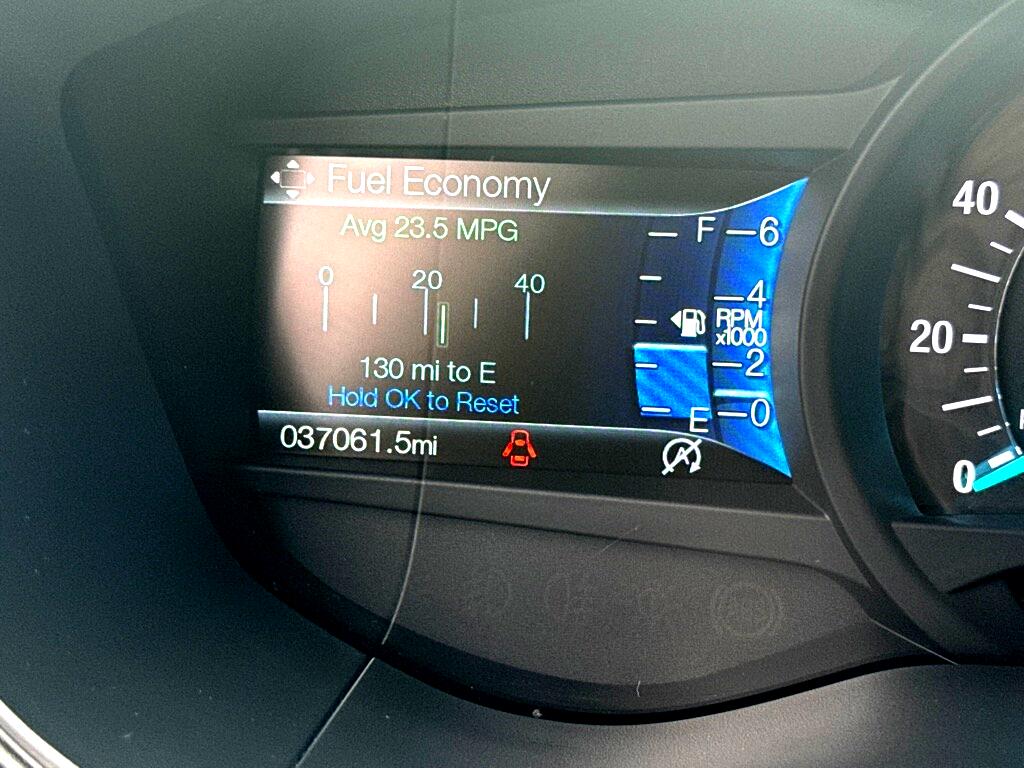 Fuel Economy
Avg 23.5 MPG
0 20 40
130 mi to E
Hold OK to Reset
037061.5mi
F
E
6
4
RPM
x1000
2
0
40
20
0